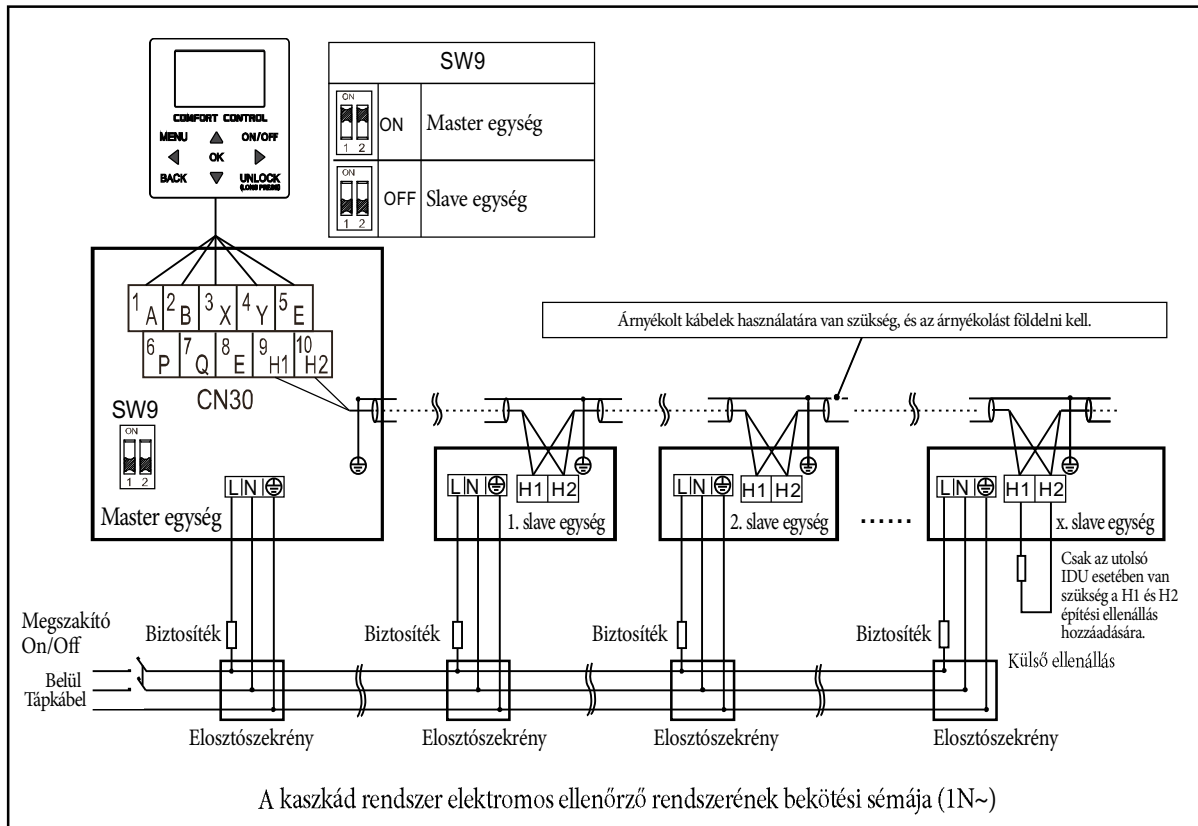 COMFORT CONTROL
MENU ON/OFF
OK
BACK UNLOCK
(LONG PRESS)
SW9
ON
1 2
ON
Master egység
ON
1 2
OFF
Slave egység
1 A 2 B 3 X 4 Y 5 E
6 P 7 Q 8 E 9 H1 10 H2
CN30
SW9
ON
1 2
Master egység
L N
Árnyékolt kábelek használatára van szükség, és az árnyékolást földelni kell.
L N H1 H2
1. slave egység
L N H1 H2
2. slave egység
......
L N H1 H2
x. slave egység
Csak az utolsó
IDU esetében van
szükség a H1 és H2
építési ellenállás
hozzáadására.
Külső ellenállás
Megszakító
On/Off
Belül
Tápkábel
Biztosíték
Biztosíték
Biztosíték
Biztosíték
Elosztószekrény
Elosztószekrény
Elosztószekrény
Elosztószekrény
A kaszkád rendszer elektromos ellenőrző rendszerének bekötési sémája (1N~)